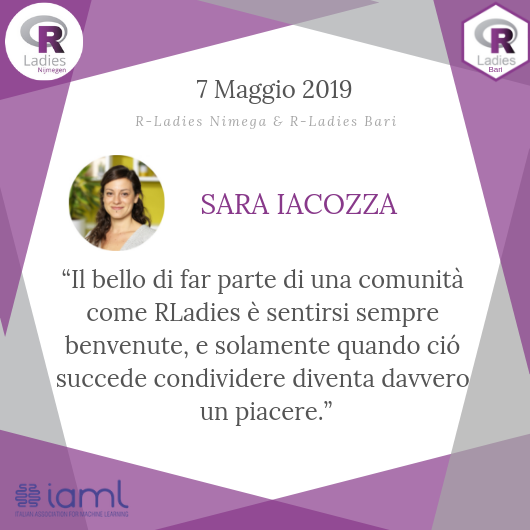 R
Ladies
Nijmegen
R
Ladies
Bari
7 Maggio 2019
R-Ladies Nimega & R-Ladies Bari
SARA IACOZZA
“Il bello di far parte di una comunità
come RLadies è sentirsi sempre
benvenute, e solamente quando ció
succede condividere diventa davvero
un piacere.”
iaml
ITALIAN ASSOCIATION FOR MACHINE LEARNING